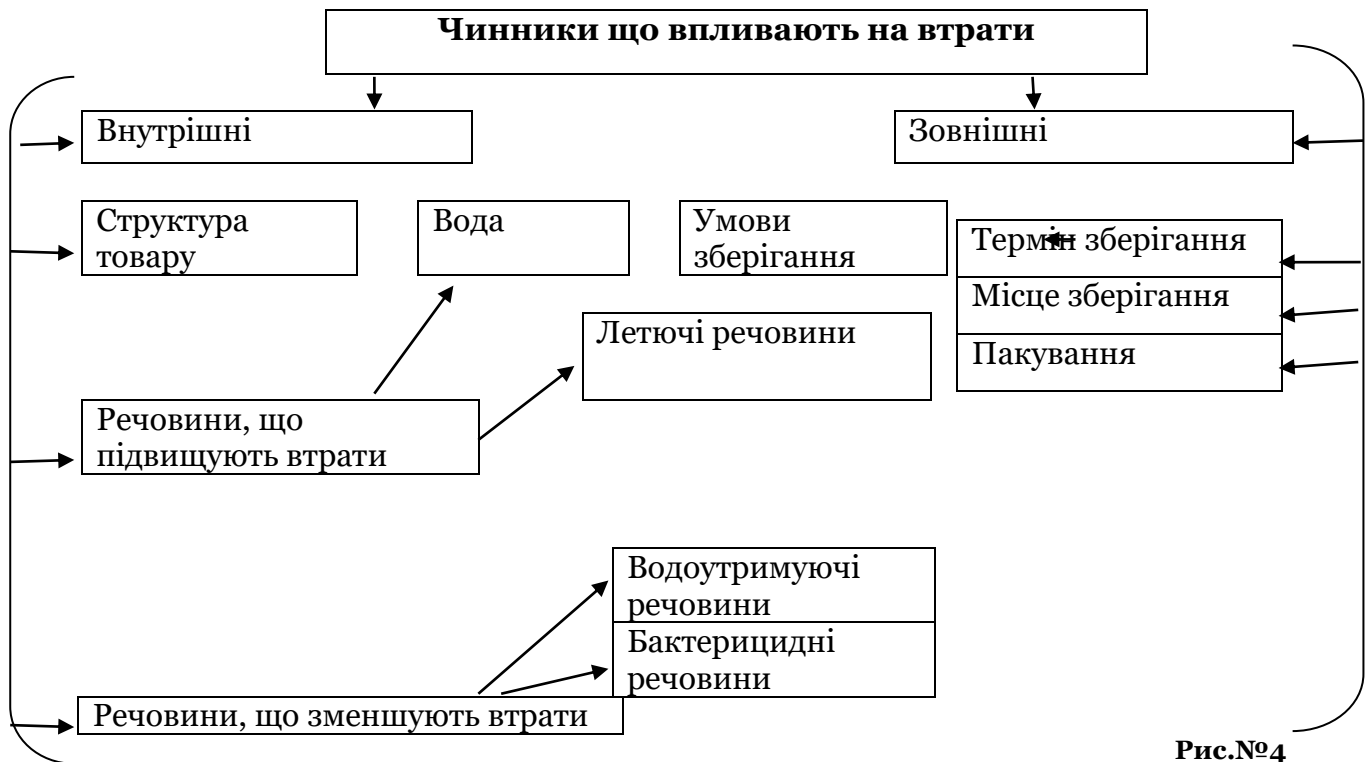 Чинники що впливають на втрати
Внутрішні
Зовнішні
Структура
товару
Вода
Умови
зберігання
Термін зберігання
Місце зберігання
Пакування
Летючі речовини
Речовини, що
підвищують втрати
Водоутримуючі
речовини
Бактерицидні
речовини
Речовини, що зменшують втрати
Рис.№4